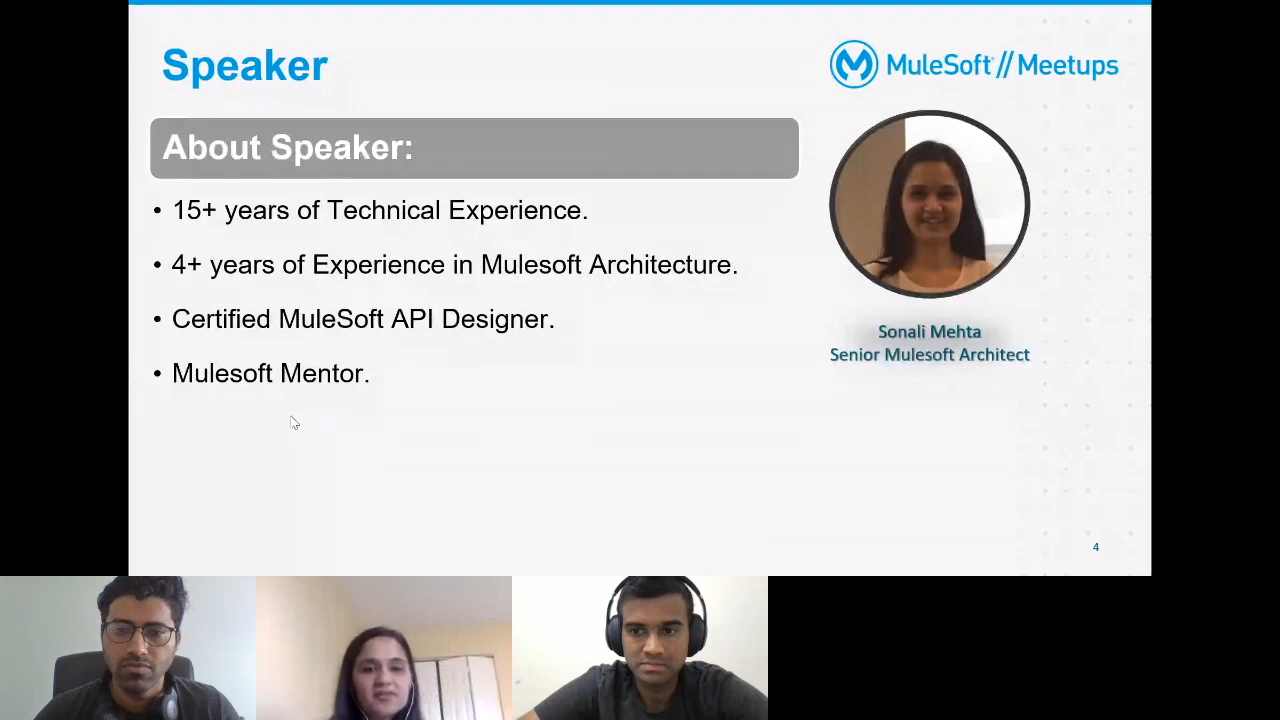 Speaker
MuleSoft // Meetups
About Speaker:
• 15+ years of Technical Experience.
• 4+ years of Experience in Mulesoft Architecture.
• Certified MuleSoft API Designer.
• Mulesoft Mentor.
Sonali Mehta
Senior Mulesoft Architect
4